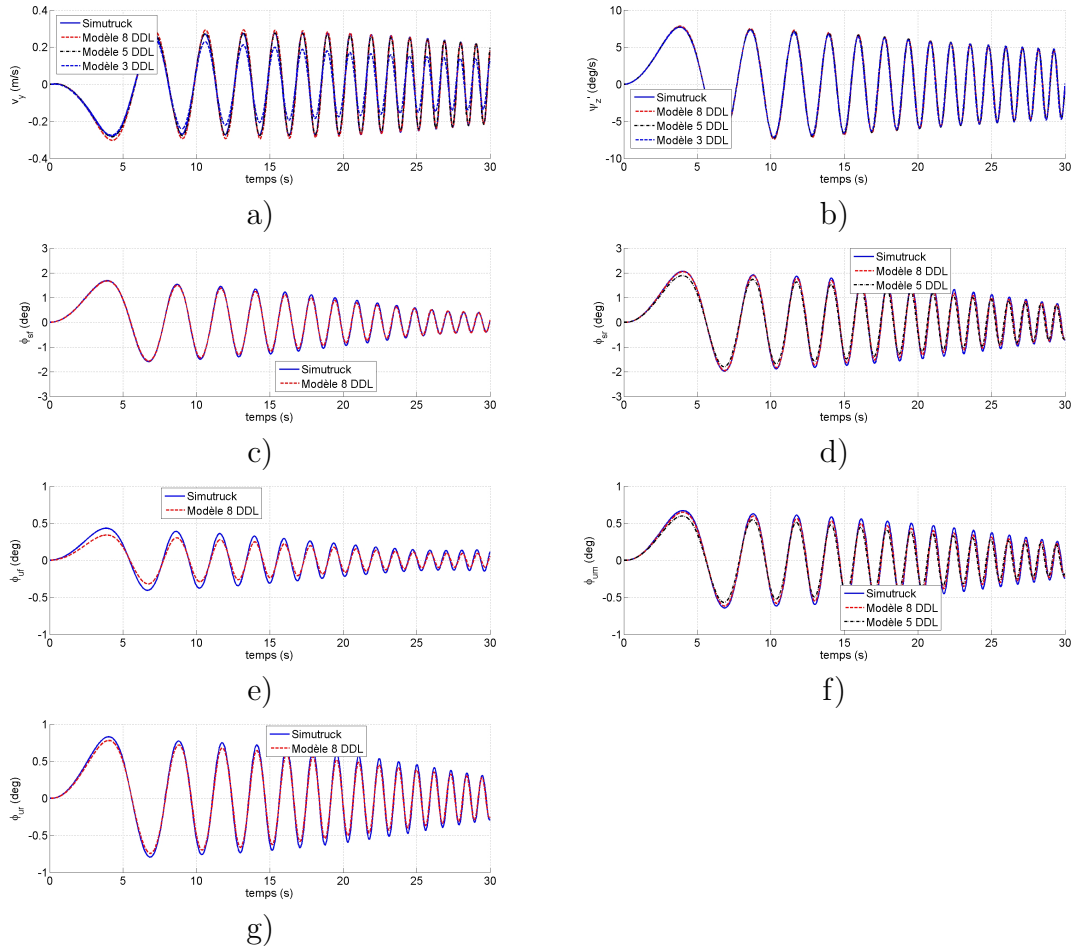 0.4
0.2
0
-0.2
-0.4
v_y (m/s)
Simutruck
Modèle 8 DDL
Modèle 5 DDL
Modèle 3 DDL
0 5 10 15 20 25 30
temps (s)
a)
10
5
0
-5
-10
ψ_z' (deg/s)
Simutruck
Modèle 8 DDL
Modèle 5 DDL
Modèle 3 DDL
0 5 10 15 20 25 30
temps (s)
b)
3
2
1
0
-1
-2
-3
ϕ_sf (deg)
Simutruck
Modèle 8 DDL
0 5 10 15 20 25 30
temps (s)
c)
3
2
1
0
-1
-2
-3
ϕ_sr (deg)
Simutruck
Modèle 8 DDL
Modèle 5 DDL
0 5 10 15 20 25 30
temps (s)
d)
1
0.5
0
-0.5
-1
ϕ_uf (deg)
Simutruck
Modèle 8 DDL
0 5 10 15 20 25 30
temps (s)
e)
1
0.5
0
-0.5
-1
ϕ_um (deg)
Simutruck
Modèle 8 DDL
Modèle 5 DDL
0 5 10 15 20 25 30
temps (s)
f)
1
0.5
0
-0.5
-1
ϕ_ur (deg)
Simutruck
Modèle 8 DDL
0 5 10 15 20 25 30
temps (s)
g)